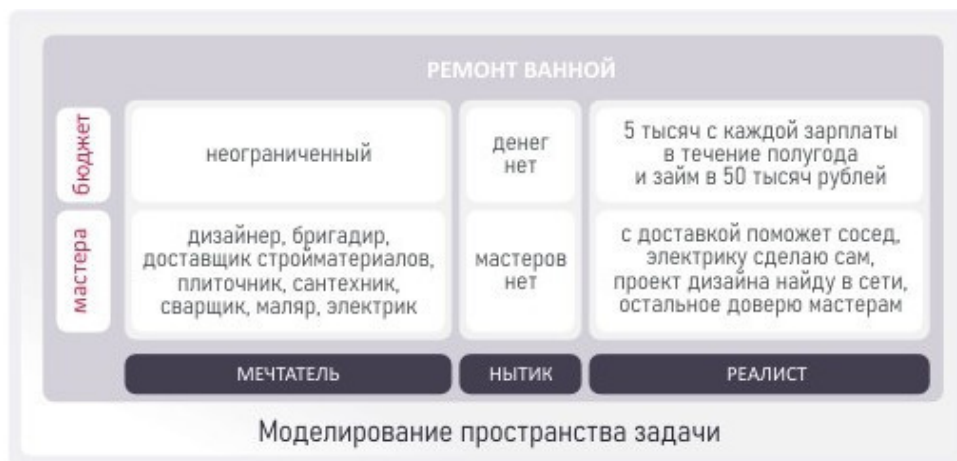 РЕМОНТ ВАННОЙ
бюджет
неограниченный
денег
нет
5 тысяч с каждой зарплаты
в течение полугода
и займ в 50 тысяч рублей
мастера
дизайнер, бригадир,
доставщик стройматериалов,
плиточник, сантехник,
сварщик, маляр, электрик
мастеров
нет
с доставкой поможет сосед,
электрику сделаю сам,
проект дизайна найду в сети,
остальное доверю мастерам
МЕЧТАТЕЛЬ
НЫТИК
РЕАЛИСТ
Моделирование пространства задачи